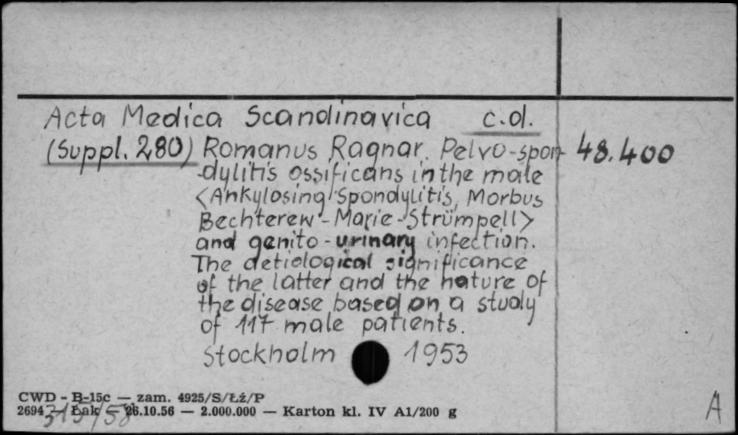 Acta Medica Scandinavica c.d.
(Suppl. 280) Romanus Ragnar. Pelvo-spon- 48.400
dylitis ossificans in the male
<Ankylosing Spondylitis, Morbus
Bechterew-Marie-Strümpell>
and genito-urinary infection.
The aetiological significance
of the latter and the nature of
the disease based on a study
of 117 male patients.
Stockholm 1953
CWD - B-15c — zam. 4925/S/Łź/P
2694 — Łak — 26.10.56 — 2.000.000 — Karton kl. IV A1/200 g
315/58
A